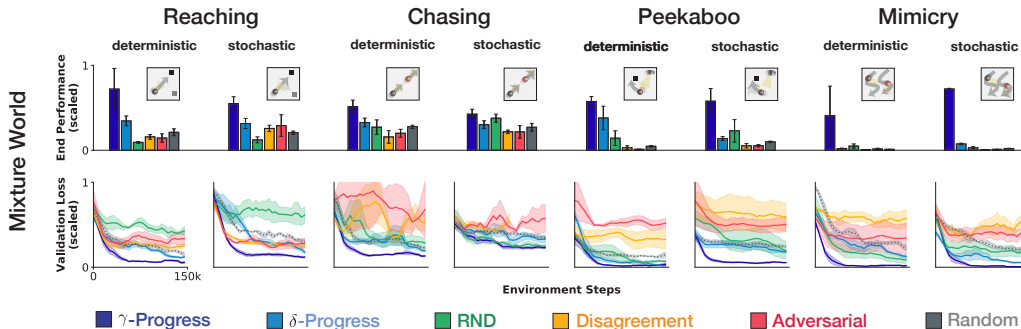 Reaching Chasing Peekaboo Mimicry
deterministic stochastic deterministic stochastic deterministic stochastic deterministic stochastic
Mixture World
End Performance
(scaled)
1
0
Validation Loss
(scaled)
1
0
0 150k
Environment Steps
γ-Progress δ-Progress RND Disagreement Adversarial Random